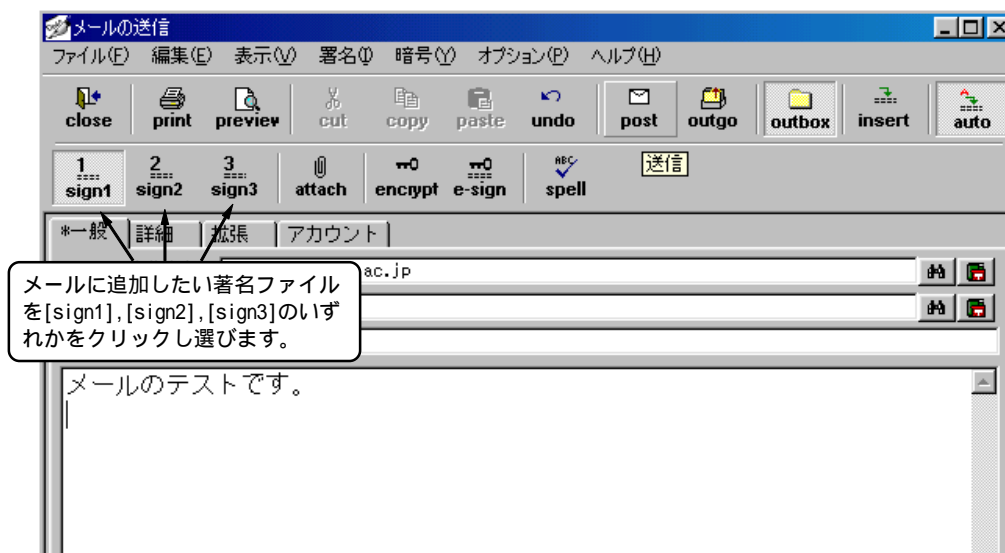 メールの送信
ファイル(F) 編集(E) 表示(V) 署名(I) 暗号(Y) オプション(P) ヘルプ(H)
close print preview cut copy paste undo post outgo outbox insert auto
1 sign1 2 sign2 3 sign3 attach encrypt e-sign ABC spell 送信
*一般 詳細 拡張 アカウント
ac.jp
メールに追加したい著名ファイル
を[sign1],[sign2],[sign3]のいず
れかをクリックし選びます。
メールのテストです。